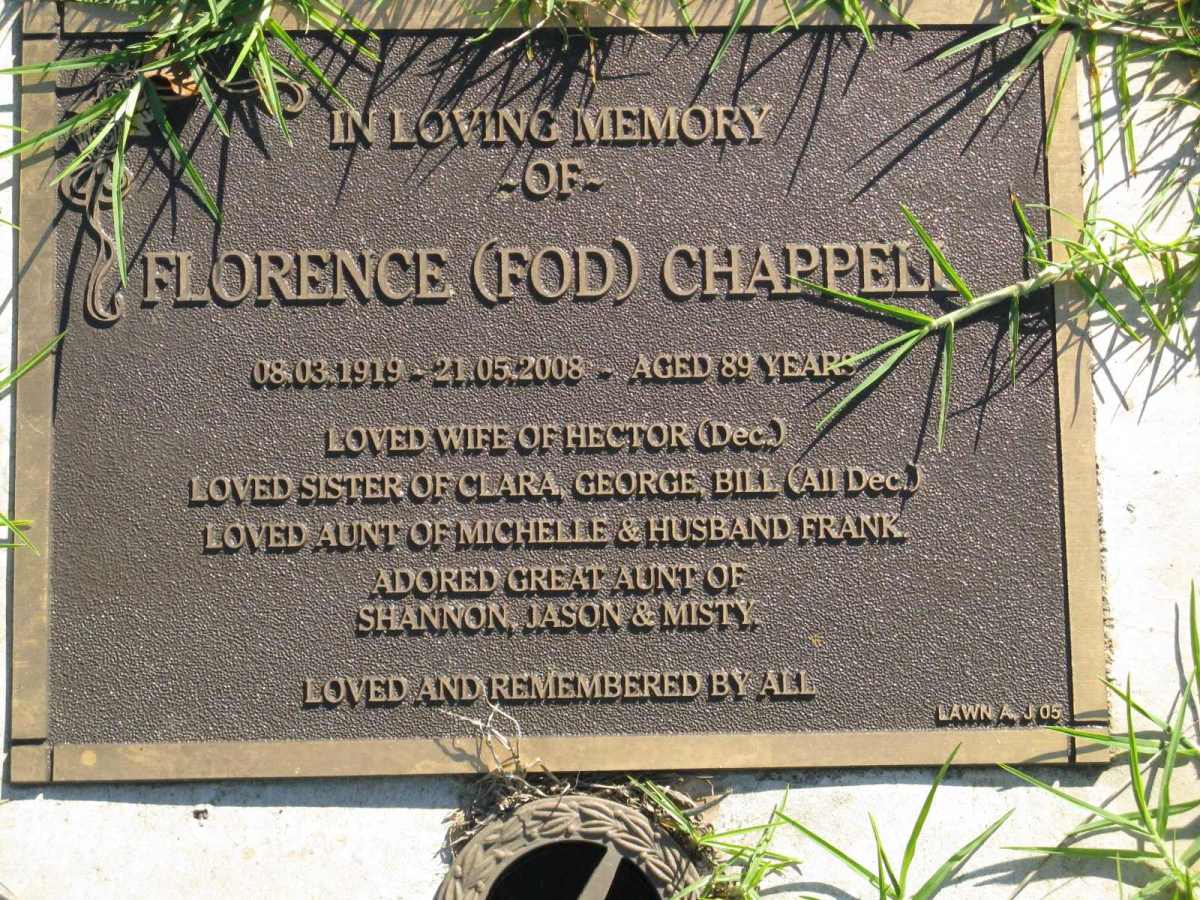 IN LOVING MEMORY
~OF~
FLORENCE (FOD) CHAPPELL
08.03.1919 ~ 21.05.2008 ~ AGED 89 YEARS
LOVED WIFE OF HECTOR (Dec.)
LOVED SISTER OF CLARA, GEORGE, BILL (All Dec.)
LOVED AUNT OF MICHELLE & HUSBAND FRANK.
ADORED GREAT AUNT OF
SHANNON, JASON & MISTY.
LOVED AND REMEMBERED BY ALL
LAWN A, J 05